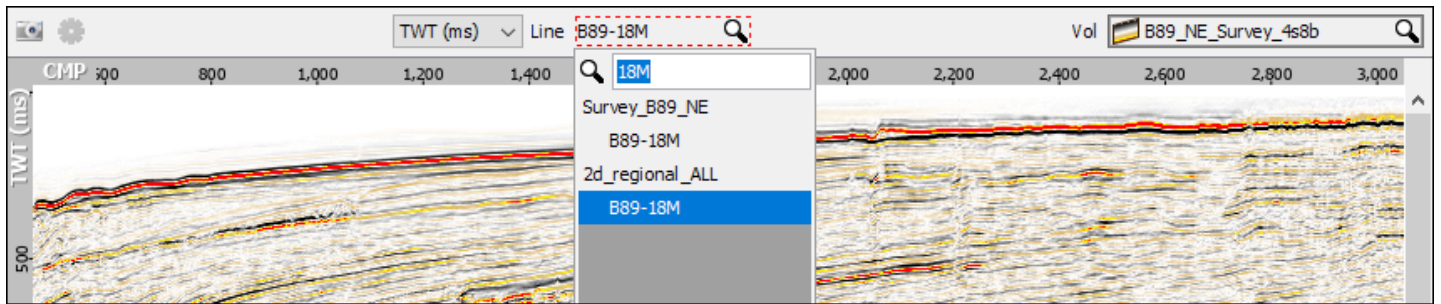 TWT (ms) Line B89-18M Vol B89_NE_Survey_4s8b
CMP 500 800 1,000 1,200 1,400 2,000 2,200 2,400 2,600 2,800 3,000
18M
Survey_B89_NE
B89-18M
2d_regional_ALL
B89-18M
TWT (ms)
500